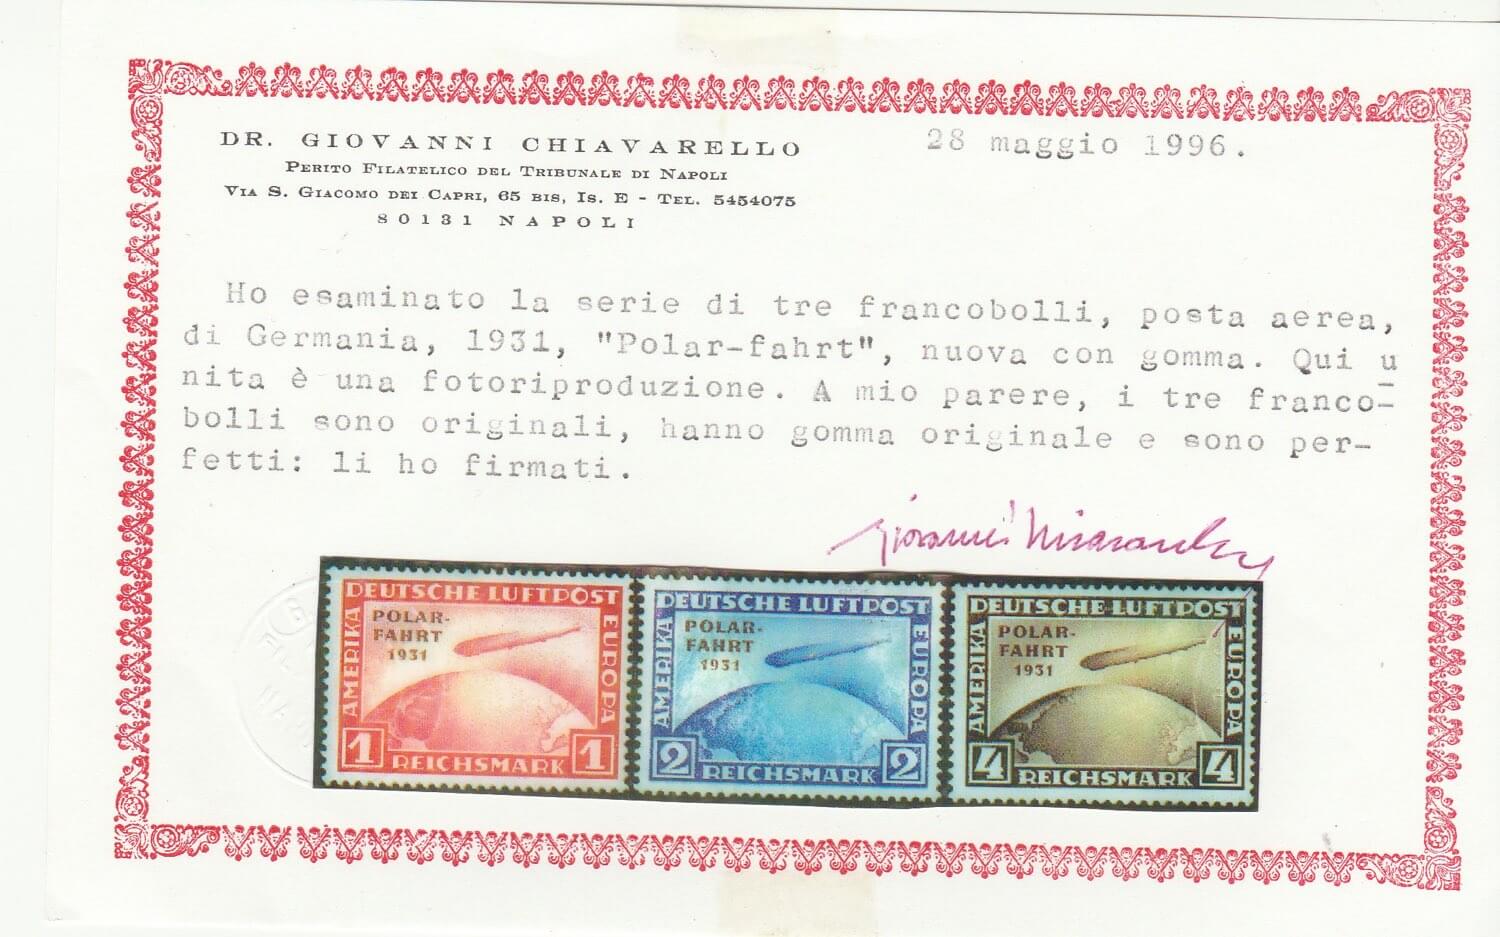 DR. GIOVANNI CHIAVARELLO
PERITO FILATELICO DEL TRIBUNALE DI NAPOLI
VIA S. GIACOMO DEI CAPRI, 65 BIS, IS. E - TEL. 5454075
80131 NAPOLI
28 maggio 1996.
Ho esaminato la serie di tre francobolli, posta aerea,
di Germania, 1931, "Polar-fahrt", nuova con gomma. Qui u
nita è una fotoriproduzione. A mio parere, i tre franco-
bolli sono originali, hanno gomma originale e sono per-
fetti: li ho firmati.
DEUTSCHE LUFTPOST
AMERIKA
EUROPA
POLAR-
FAHRT
1931
1
1
REICHSMARK
DEUTSCHE LUFTPOST
AMERIKA
EUROPA
POLAR-
FAHRT
1931
2
2
REICHSMARK
DEUTSCHE LUFTPOST
AMERIKA
EUROPA
POLAR-
FAHRT
1931
4
4
REICHSMARK